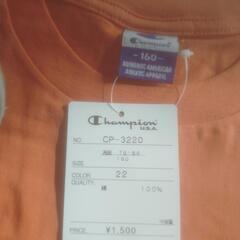 Champion
-160-
AUTHENTIC AMERICAN
ATHLETIC APPAREL
Champion
U.S.A.
NO. CP-3220
SIZE: 160
COLOR: 22
QUALITY:
綿 100%
PRICE: ¥1,500